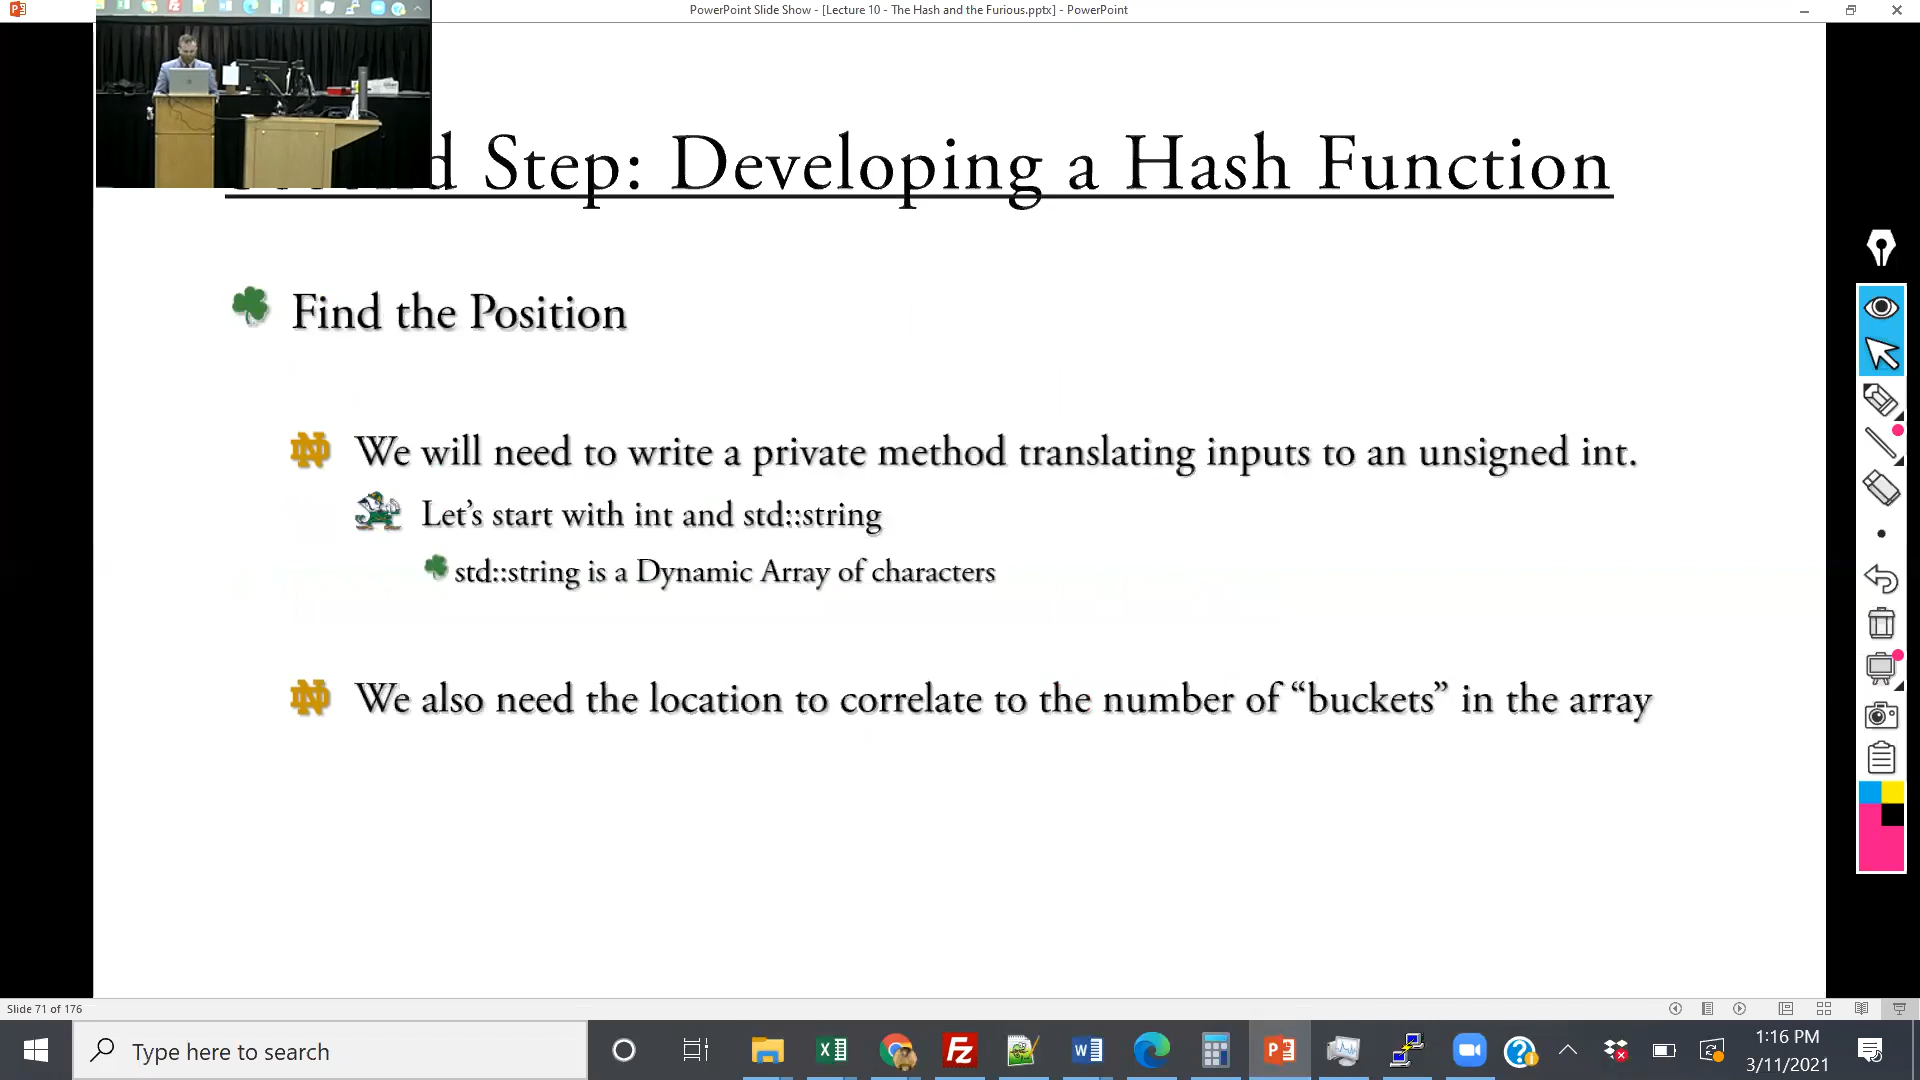 PowerPoint Slide Show - [Lecture 10 - The Hash and the Furious.pptx] - PowerPoint
Step: Developing a Hash Function
Find the Position
We will need to write a private method translating inputs to an unsigned int.
Let's start with int and std::string
std::string is a Dynamic Array of characters
We also need the location to correlate to the number of “buckets” in the array
Slide 71 of 176
Type here to search
1:16 PM
3/11/2021